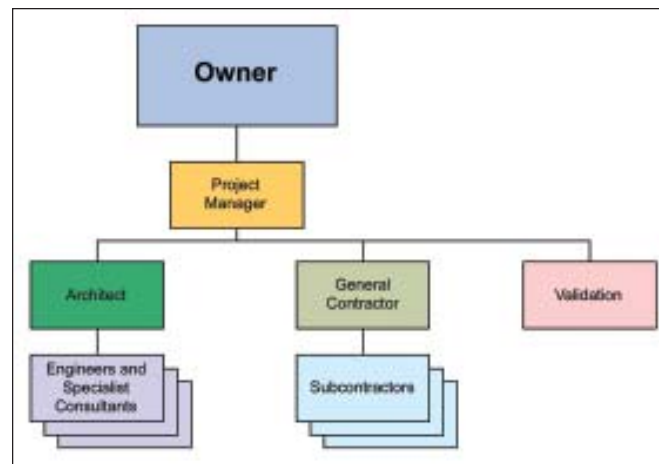 Owner
Project
Manager
Architect
General
Contractor
Validation
Engineers and
Specialist
Consultants
Subcontractors